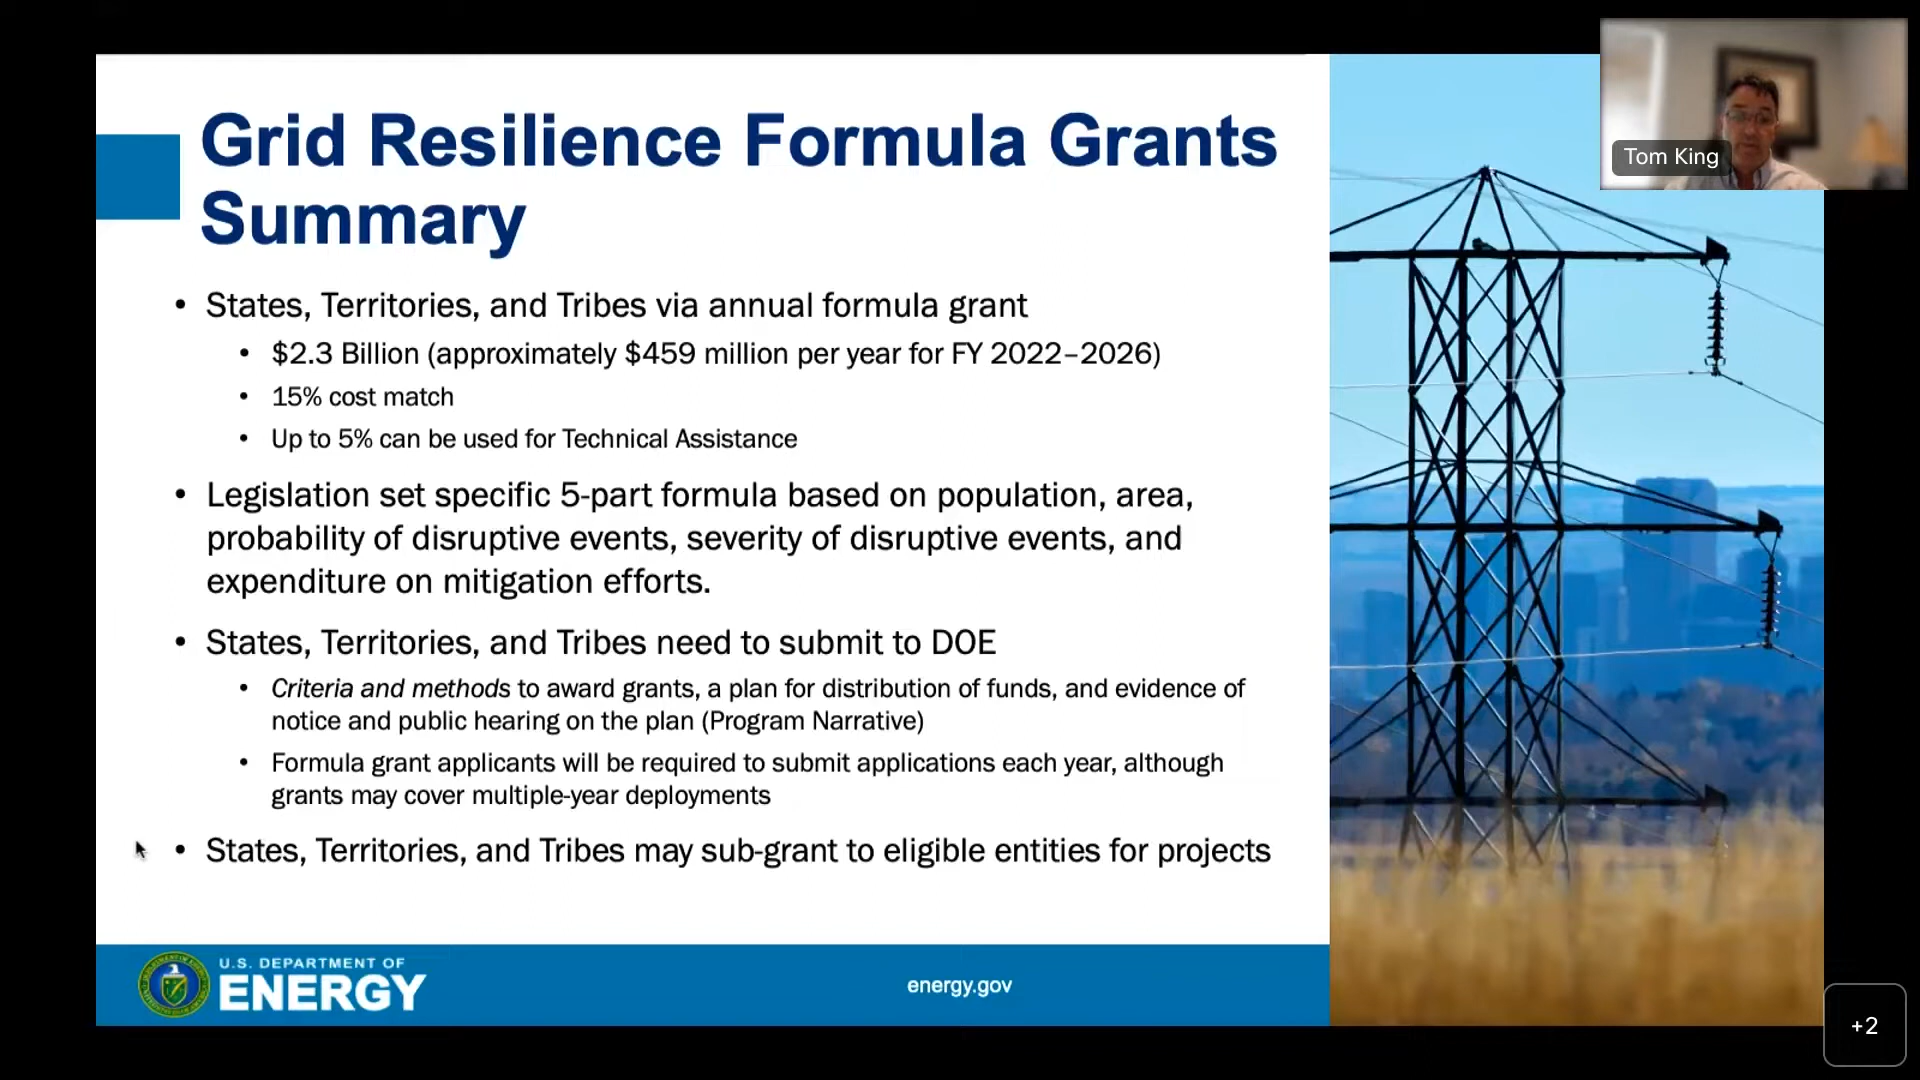 Grid Resilience Formula Grants
Summary
• States, Territories, and Tribes via annual formula grant
• $2.3 Billion (approximately $459 million per year for FY 2022–2026)
• 15% cost match
• Up to 5% can be used for Technical Assistance
• Legislation set specific 5-part formula based on population, area,
probability of disruptive events, severity of disruptive events, and
expenditure on mitigation efforts.
• States, Territories, and Tribes need to submit to DOE
• Criteria and methods to award grants, a plan for distribution of funds, and evidence of
notice and public hearing on the plan (Program Narrative)
• Formula grant applicants will be required to submit applications each year, although
grants may cover multiple-year deployments
• States, Territories, and Tribes may sub-grant to eligible entities for projects
U.S. DEPARTMENT OF
ENERGY
energy.gov
Tom King
+2